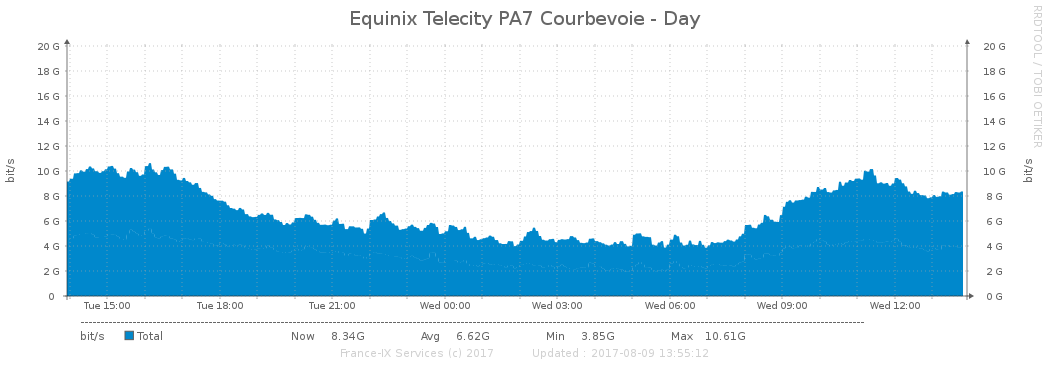 Equinix Telecity PA7 Courbevoie - Day
RRDTOOL / TOBI OETIKER
bit/s
20 G
18 G
16 G
14 G
12 G
10 G
8 G
6 G
4 G
2 G
0
20 G
18 G
16 G
14 G
12 G
10 G
8 G
6 G
4 G
2 G
0 G
bit/s
Tue 15:00 Tue 18:00 Tue 21:00 Wed 00:00 Wed 03:00 Wed 06:00 Wed 09:00 Wed 12:00
bit/s Total Now 8.34G Avg 6.62G Min 3.85G Max 10.61G
France-IX Services (c) 2017 Updated : 2017-08-09 13:55:12